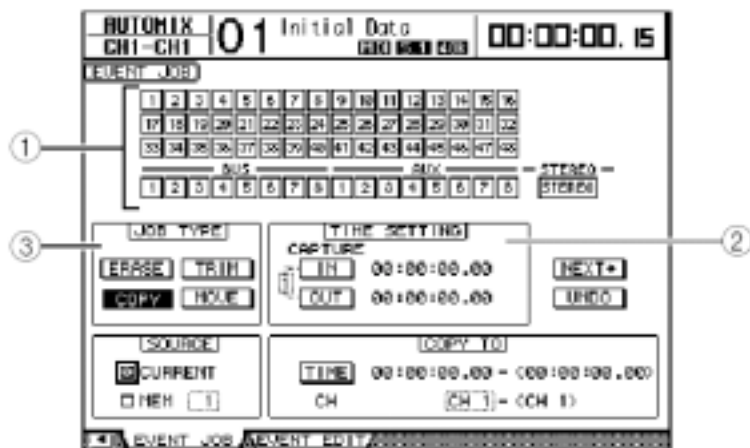 AUTOMIX
CH1-CH1
01 Initial Data
00:00:00. 15
EVENT JOB
①
1 2 3 4 5 6 7 8 9 10 11 12 13 14 15 16
17 18 19 20 21 22 23 24 25 26 27 28 29 30 31 32
33 34 35 36 37 38 39 40 41 42 43 44 45 46 47 48
BUS AUX STEREO
1 2 3 4 5 6 7 8 1 2 3 4 5 6 7 8 STEREO
③ JOB TYPE TIME SETTING ②
CAPTURE
ERASE TRIM IN 00:00:00.00 NEXT
COPY MOVE OUT 00:00:00.00 UNDO
SOURCE COPY TO
CURRENT TIME 00:00:00.00 - (00:00:00.00)
MEM 1 CH CH 1 - (CH 1)
EVENT JOB EVENT EDIT